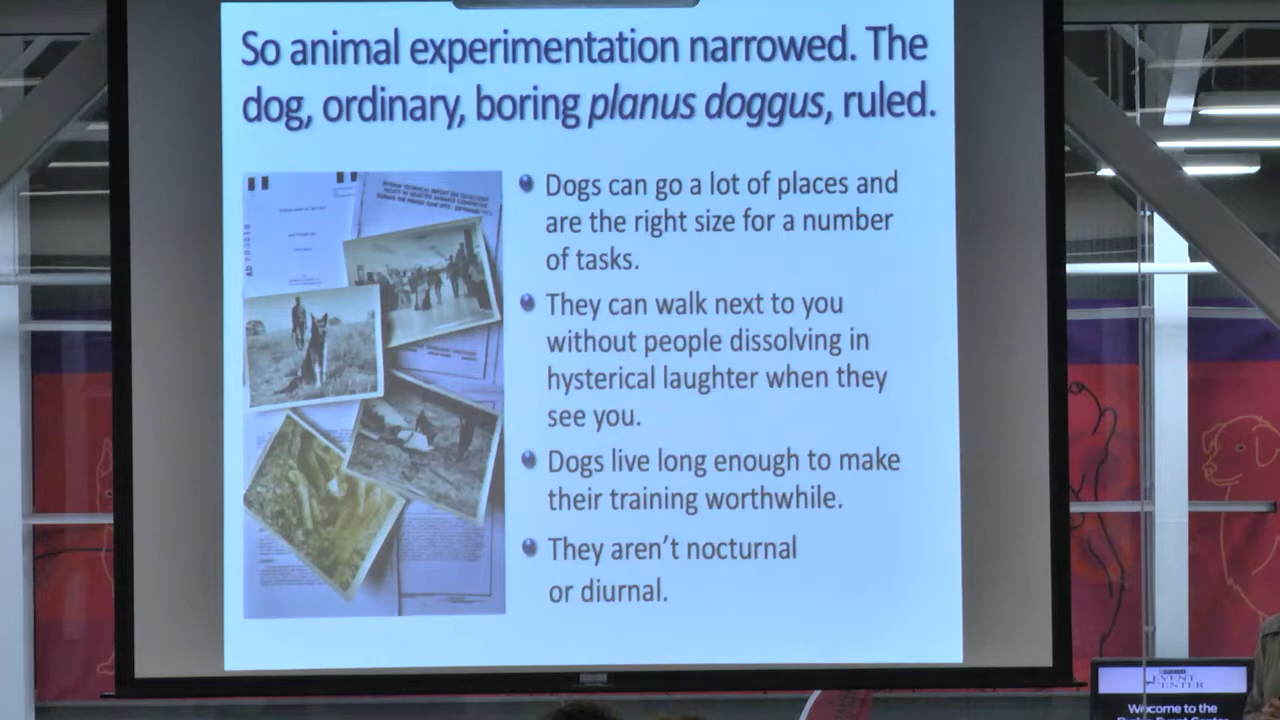 So animal experimentation narrowed. The
dog, ordinary, boring planus doggus, ruled.
Dogs can go a lot of places and
are the right size for a number
of tasks.
They can walk next to you
without people dissolving in
hysterical laughter when they
see you.
Dogs live long enough to make
their training worthwhile.
They aren't nocturnal
or diurnal.
EVENT
CENTER
Welcome to the
Event Center